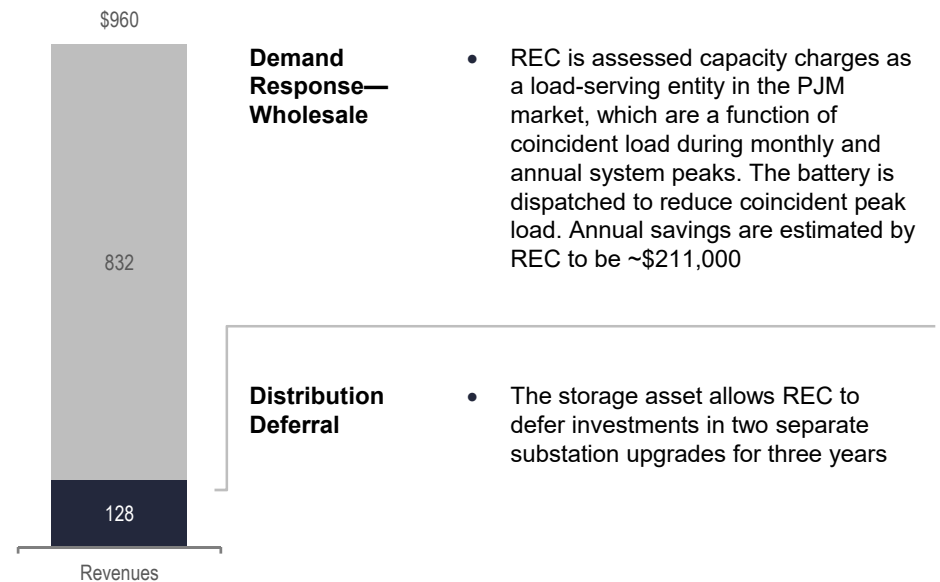 $960
832
128
Revenues
Demand
Response—
Wholesale
• REC is assessed capacity charges as
a load-serving entity in the PJM
market, which are a function of
coincident load during monthly and
annual system peaks. The battery is
dispatched to reduce coincident peak
load. Annual savings are estimated by
REC to be ~$211,000
Distribution
Deferral
• The storage asset allows REC to
defer investments in two separate
substation upgrades for three years